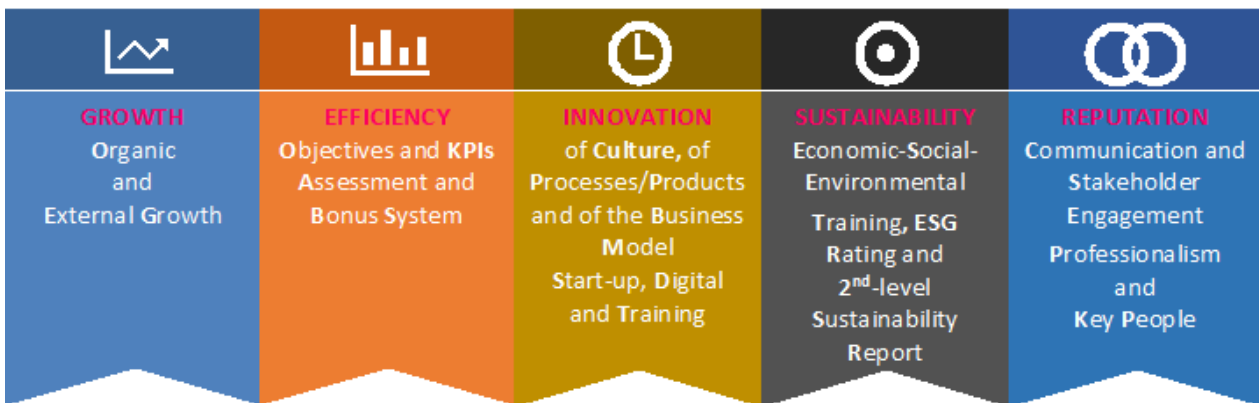 GROWTH
Organic
and
External Growth
EFFICIENCY
Objectives and KPIs
Assessment and
Bonus System
INNOVATION
of Culture, of
Processes/Products
and of the Business
Model
Start-up, Digital
and Training
SUSTAINABILITY
Economic-Social-
Environmental
Training, ESG
Rating and
2nd-level
Sustainability
Report
REPUTATION
Communication and
Stakeholder
Engagement
Professionalism
and
Key People